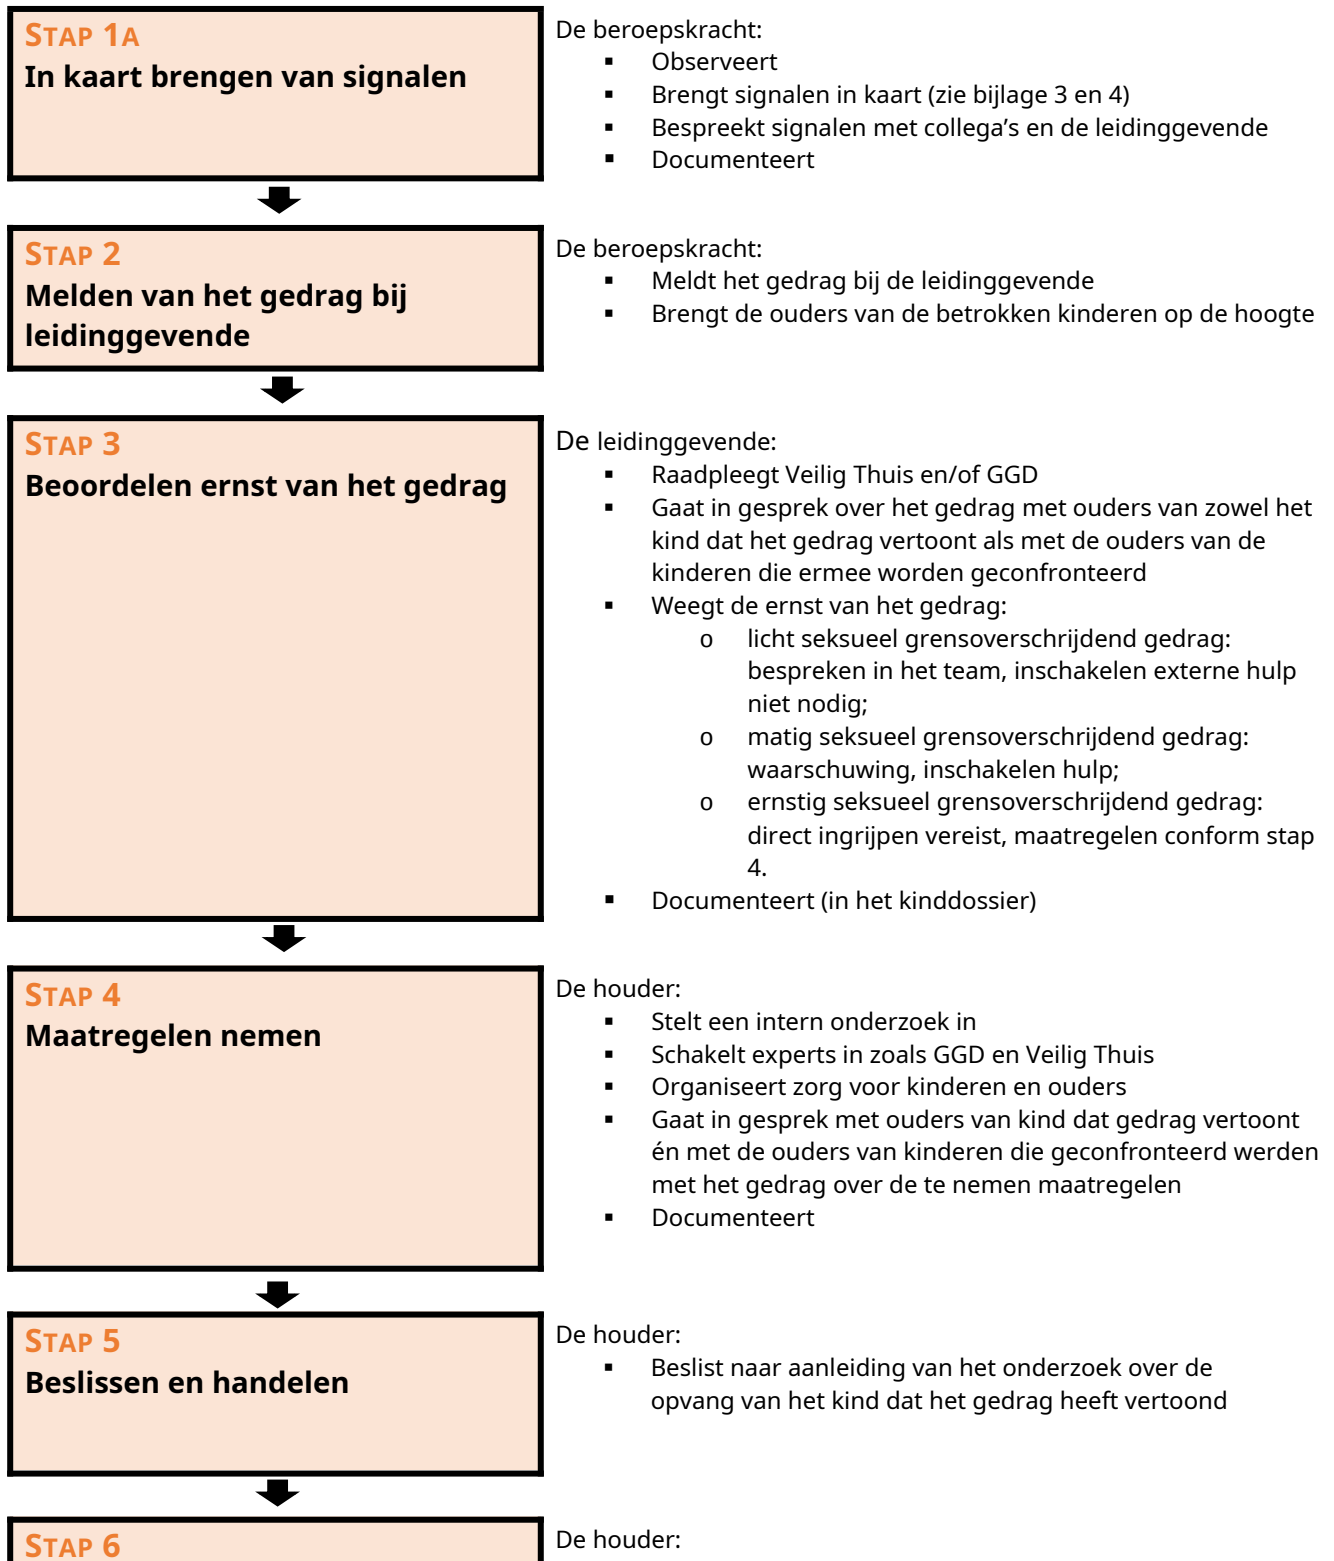 STAP 1A
In kaart brengen van signalen
De beroepskracht:
▪ Observeert
▪ Brengt signalen in kaart (zie bijlage 3 en 4)
▪ Bespreekt signalen met collega’s en de leidinggevende
▪ Documenteert
STAP 2
Melden van het gedrag bij
leidinggevende
De beroepskracht:
▪ Meldt het gedrag bij de leidinggevende
▪ Brengt de ouders van de betrokken kinderen op de hoogte
STAP 3
Beoordelen ernst van het gedrag
De leidinggevende:
▪ Raadpleegt Veilig Thuis en/of GGD
▪ Gaat in gesprek over het gedrag met ouders van zowel het
kind dat het gedrag vertoont als met de ouders van de
kinderen die ermee worden geconfronteerd
▪ Weegt de ernst van het gedrag:
o licht seksueel grensoverschrijdend gedrag:
bespreken in het team, inschakelen externe hulp
niet nodig;
o matig seksueel grensoverschrijdend gedrag:
waarschuwing, inschakelen hulp;
o ernstig seksueel grensoverschrijdend gedrag:
direct ingrijpen vereist, maatregelen conform stap
4.
▪ Documenteert (in het kinddossier)
STAP 4
Maatregelen nemen
De houder:
▪ Stelt een intern onderzoek in
▪ Schakelt experts in zoals GGD en Veilig Thuis
▪ Organiseert zorg voor kinderen en ouders
▪ Gaat in gesprek met ouders van kind dat gedrag vertoont
én met de ouders van kinderen die geconfronteerd werden
met het gedrag over de te nemen maatregelen
▪ Documenteert
STAP 5
Beslissen en handelen
De houder:
▪ Beslist naar aanleiding van het onderzoek over de
opvang van het kind dat het gedrag heeft vertoond
STAP 6
De houder: